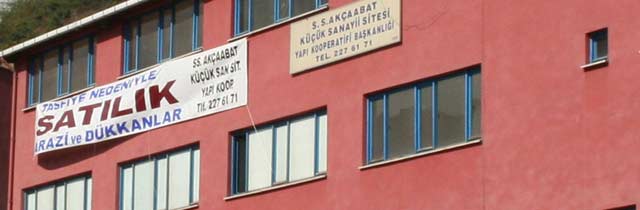 S.S.AKÇAABAT
KÜÇÜK SANAYİİ SİTESİ
YAPI KOOPERATİFİ BAŞKANLIĞI
TEL. 227 61 71
TASFİYE NEDENİYLE
SATILIK
ARAZİ ve DÜKKANLAR
SS. AKÇAABAT
KÜÇÜK SAN SİT.
YAPI KOOP.
TEL. 227 61 71